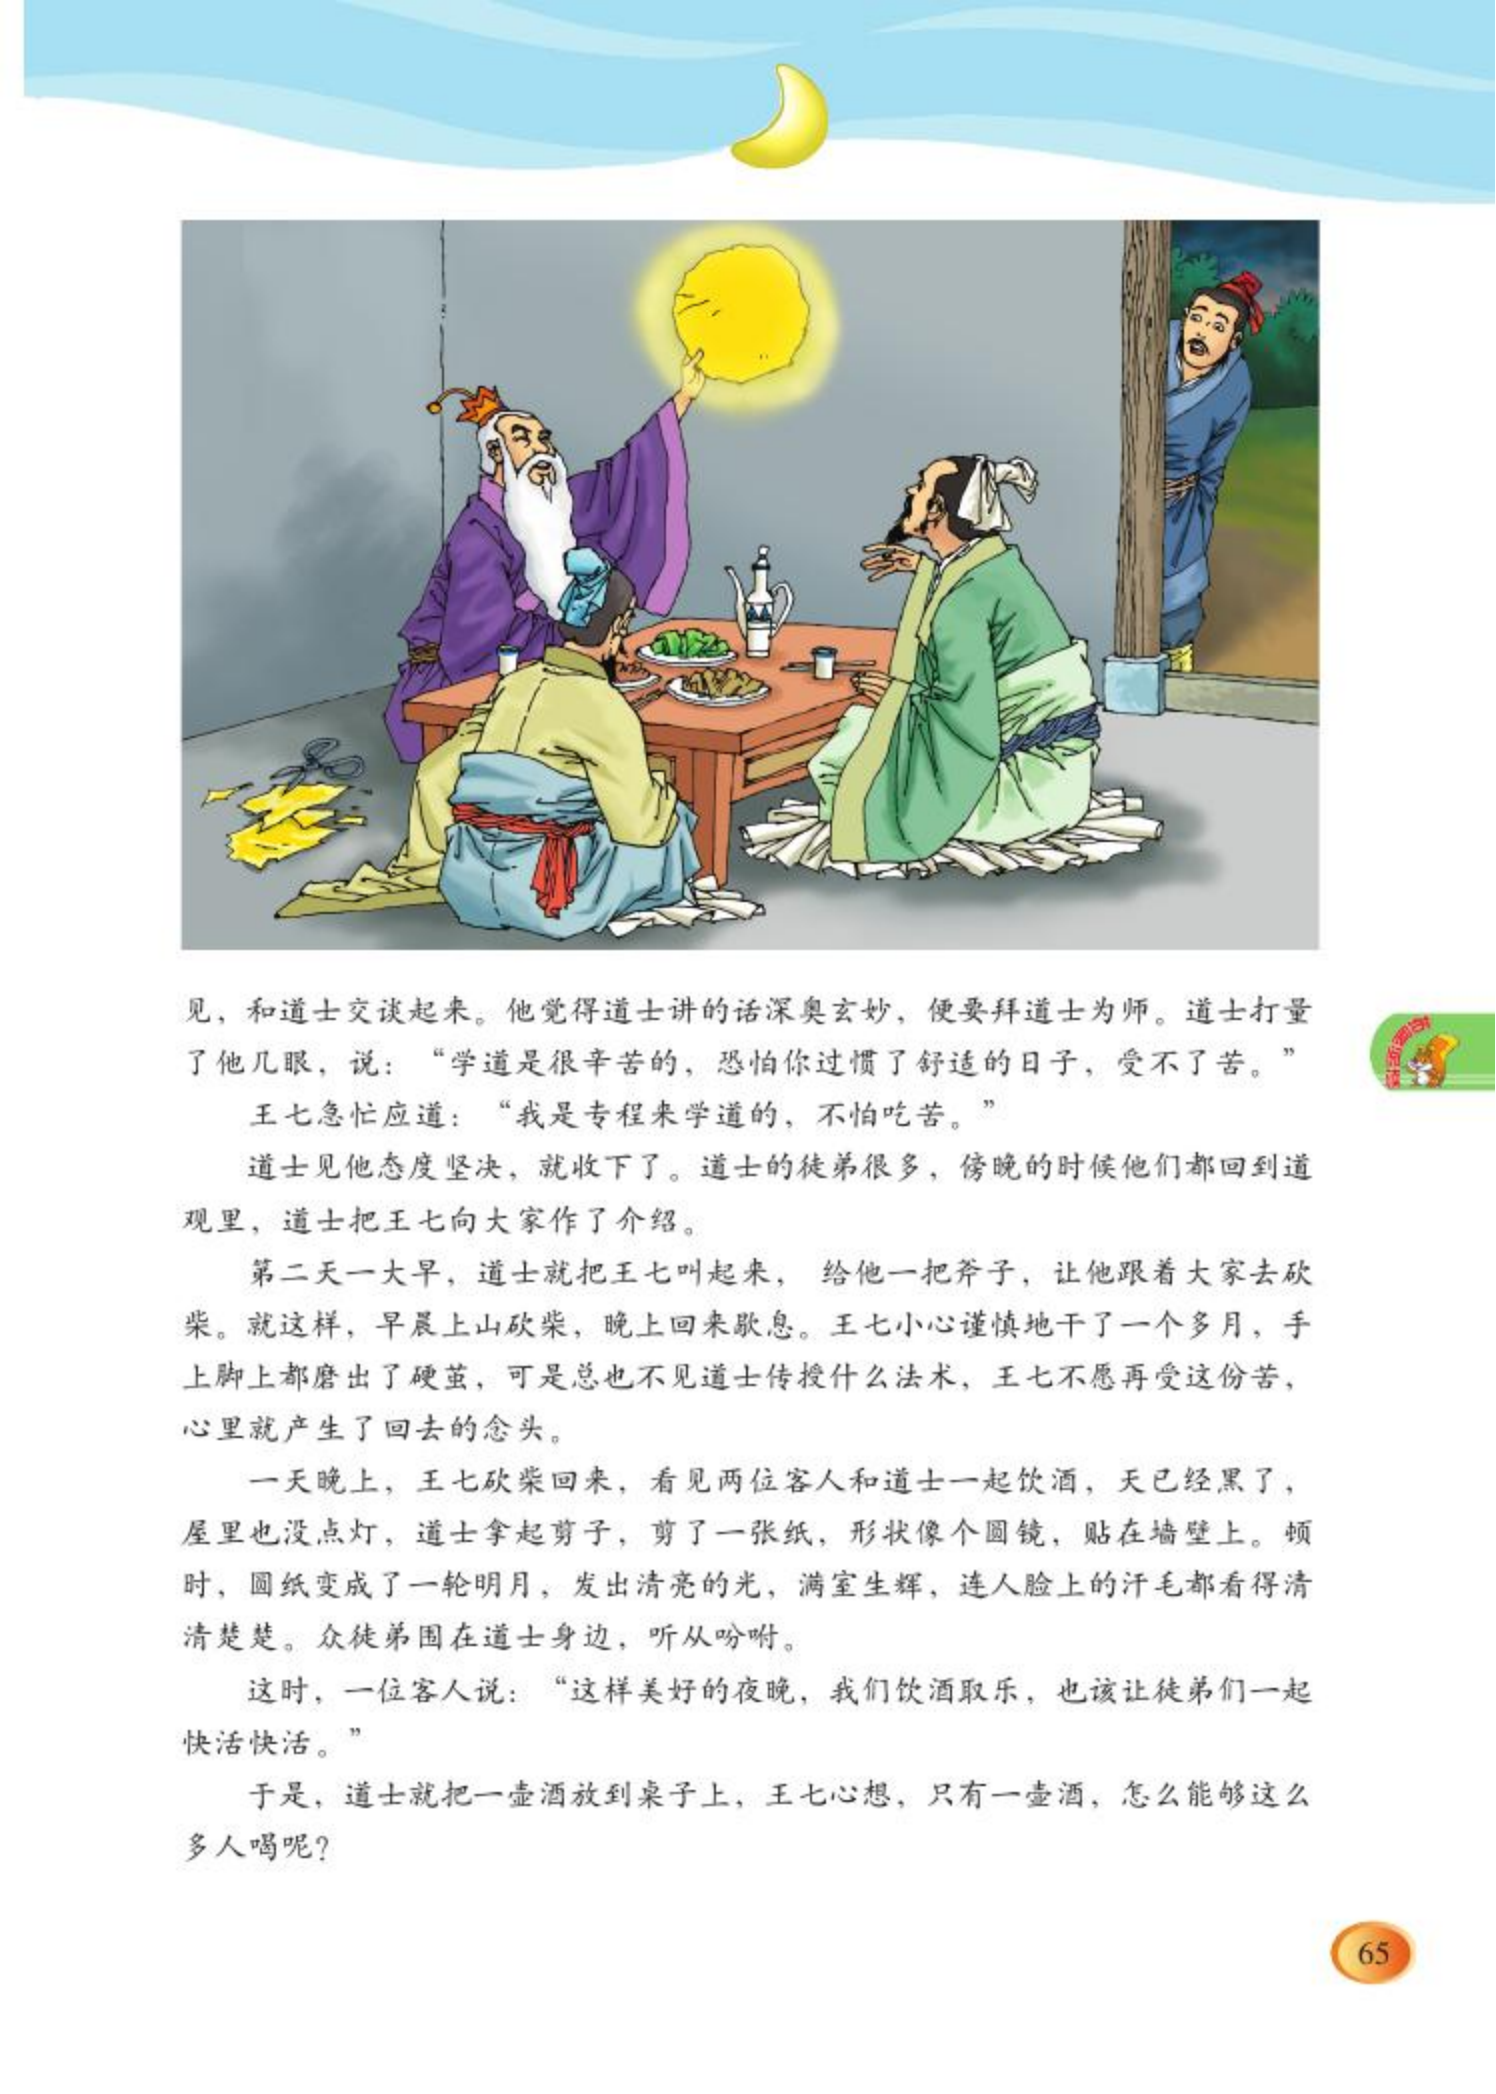 见，和道士交谈起来。他觉得道士讲的话深奥玄妙，便要拜道士为师。道士打量
了他几眼，说：“学道是很辛苦的，恐怕你过惯了舒适的日子，受不了苦。”
王七急忙应道：“我是专程来学道的，不怕吃苦。”
道士见他态度坚决，就收下了。道士的徒弟很多，傍晚的时候他们都回到道
观里，道士把王七向大家作了介绍。
第二天一大早，道士就把王七叫起来， 给他一把斧子，让他跟着大家去砍
柴。就这样，早晨上山砍柴，晚上回来歇息。王七小心谨慎地干了一个多月，手
上脚上都磨出了硬茧，可是总也不见道士传授什么法术，王七不愿再受这份苦，
心里就产生了回去的念头。
一天晚上，王七砍柴回来，看见两位客人和道士一起饮酒，天已经黑了，
屋里也没点灯，道士拿起剪子，剪了一张纸，形状像个圆镜，贴在墙壁上。顿
时，圆纸变成了一轮明月，发出清亮的光，满室生辉，连人脸上的汗毛都看得清
清楚楚。众徒弟围在道士身边，听从吩咐。
这时，一位客人说：“这样美好的夜晚，我们饮酒取乐，也该让徒弟们一起
快活快活。”
于是，道士就把一壶酒放到桌子上，王七心想，只有一壶酒，怎么能够这么
多人喝呢？
65